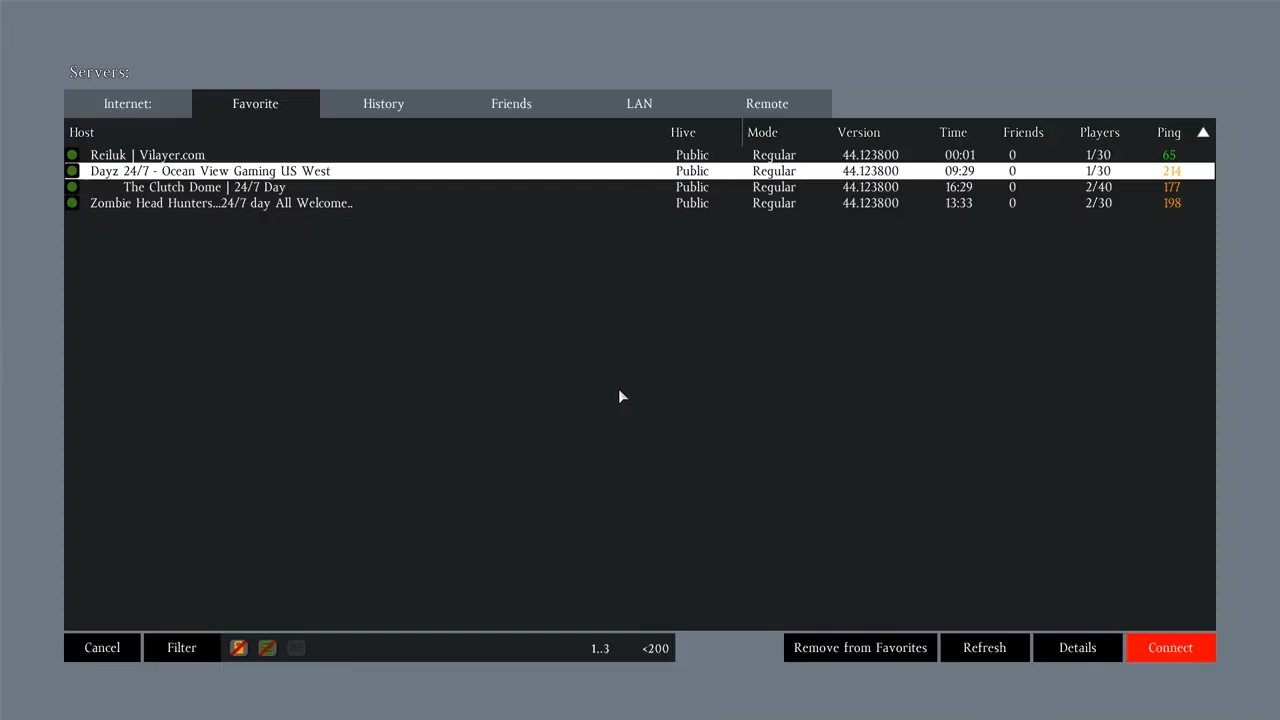 Servers:
Internet: Favorite History Friends LAN Remote
Host Hive Mode Version Time Friends Players Ping
Reiluk | Vilayer.com Public Regular 44.123800 00:01 0 1/30 65
Dayz 24/7 - Ocean View Gaming US West Public Regular 44.123800 09:29 0 1/30 214
The Clutch Dome | 24/7 Day Public Regular 44.123800 16:29 0 2/40 177
Zombie Head Hunters...24/7 day All Welcome.. Public Regular 44.123800 13:33 0 2/30 198
Cancel Filter 1..3 <200 Remove from Favorites Refresh Details Connect